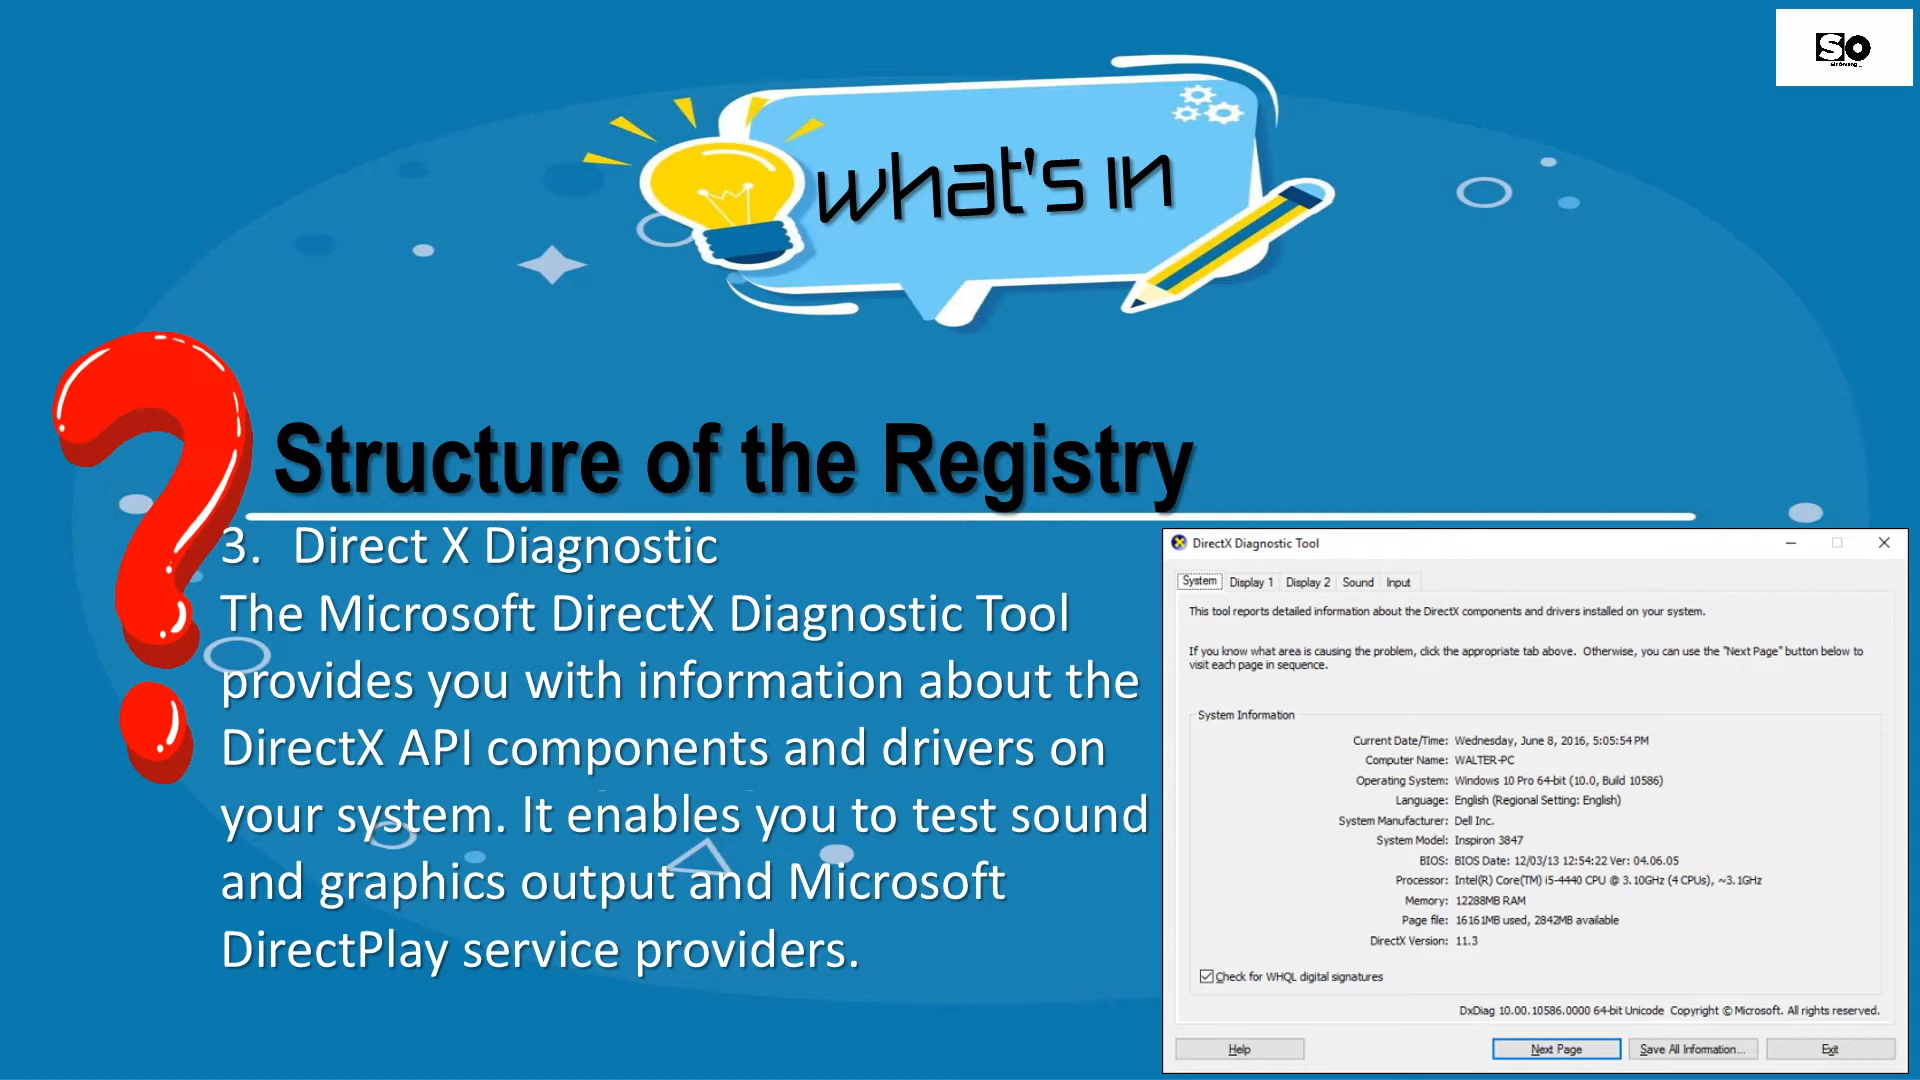 SO
what's in
Structure of the Registry
3. Direct X Diagnostic
The Microsoft DirectX Diagnostic Tool
provides you with information about the
DirectX API components and drivers on
your system. It enables you to test sound
and graphics output and Microsoft
DirectPlay service providers.
DirectX Diagnostic Tool
System Display 1 Display 2 Sound Input
This tool reports detailed information about the DirectX components and drivers installed on your system.
If you know what area is causing the problem, click the appropriate tab above. Otherwise, you can use the "Next Page" button below to
visit each page in sequence.
System Information
Current Date/Time: Wednesday, June 8, 2016, 5:05:54 PM
Computer Name: WALTER-PC
Operating System: Windows 10 Pro 64-bit (10.0, Build 10586)
Language: English (Regional Setting: English)
System Manufacturer: Dell Inc.
System Model: Inspiron 3847
BIOS: BIOS Date: 12/03/13 12:54:22 Ver: 04.06.05
Processor: Intel(R) Core(TM) i5-4440 CPU @ 3.10GHz (4 CPUs), ~3.1GHz
Memory: 12288MB RAM
Page file: 16161MB used, 2842MB available
DirectX Version: 11.3
Check for WHQL digital signatures
DxDiag 10.00.10586.0000 64-bit Unicode Copyright © Microsoft. All rights reserved.
Help Next Page Save All Information... Exit